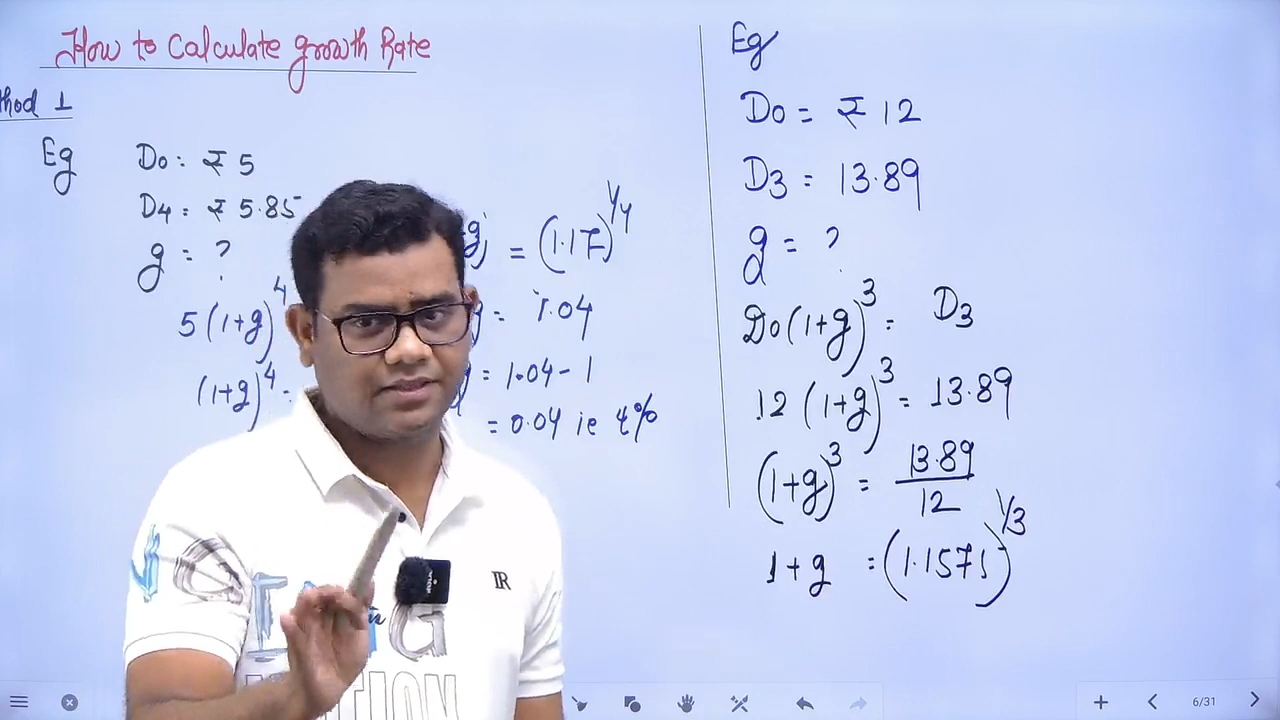 How to Calculate growth Rate
thod 1
Eg
D0 = ₹ 5
D4 = ₹ 5.85
g = ?
5(1+g)^4
(1+g)^4 =
g) = (1.17)^1/4
g = 1.04
g = 1.04 - 1
= 0.04 ie 4%
Eg
D0 = ₹ 12
D3 = 13.89
g = ?
D0(1+g)^3 = D3
12(1+g)^3 = 13.89
(1+g)^3 = 13.89/12
1+g = (1.1575)^1/3
R
6/31